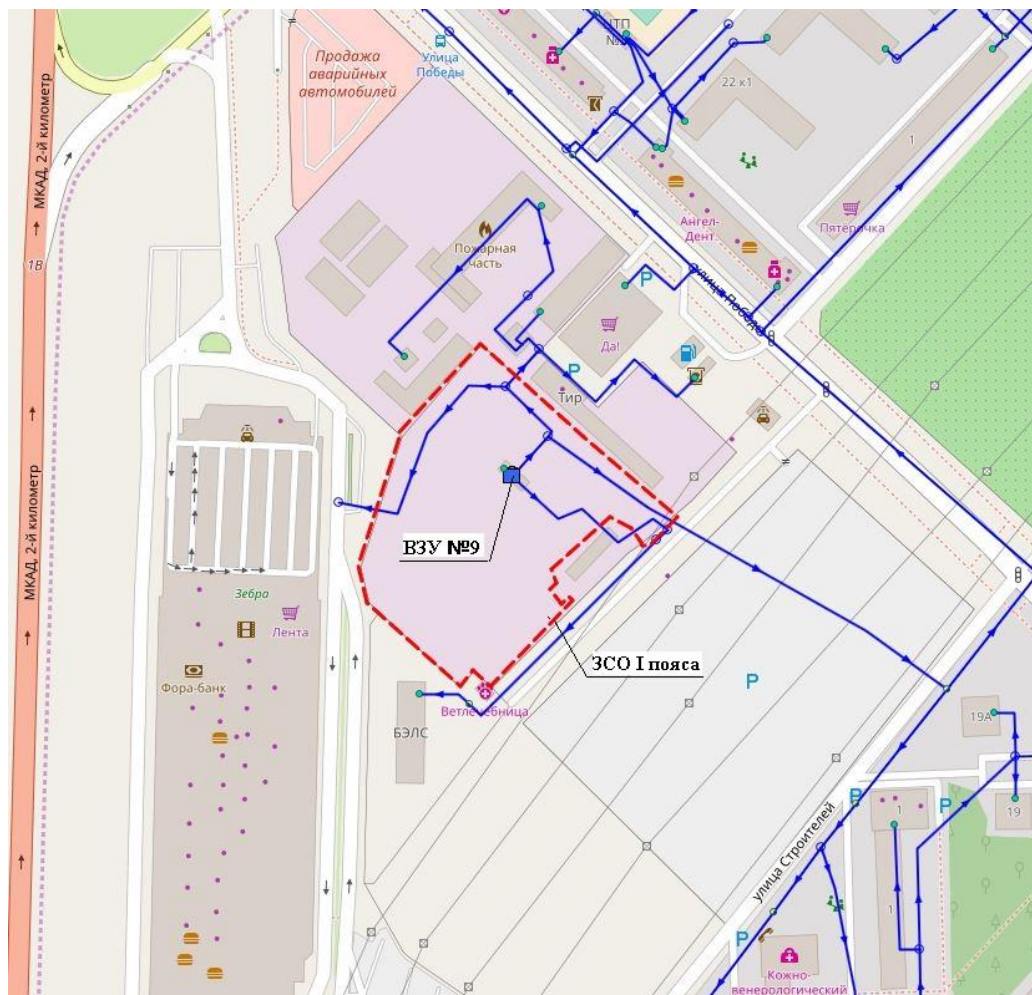 ЦТП
Продажа
аварийных
автомобилей
Улица
Победы
22 к1
1
МКАД, 2-й километр
1В
Ангел-
Дент
Пятёрочка
Пожарная
часть
улица Победы
P
Да!
P
Тир
ВЗУ №9
МКАД, 2-й километр
Зебра
Лента
ЗСО I пояса
Фора-банк
P
Ветлечебница
БЭЛС
19А
P
P
1
19
улица Строителей
1
P
Кожно-
венерологический